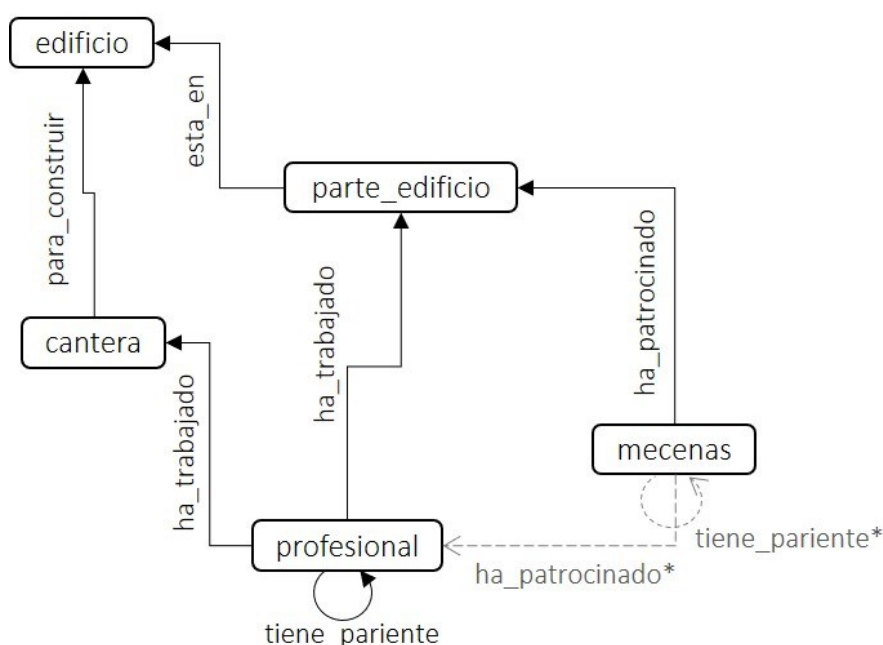 edificio
esta_en
para_construir
parte_edificio
ha_trabajado
ha_patrocinado
cantera
ha_trabajado
mecenas
tiene_pariente*
profesional
ha_patrocinado*
tiene_pariente